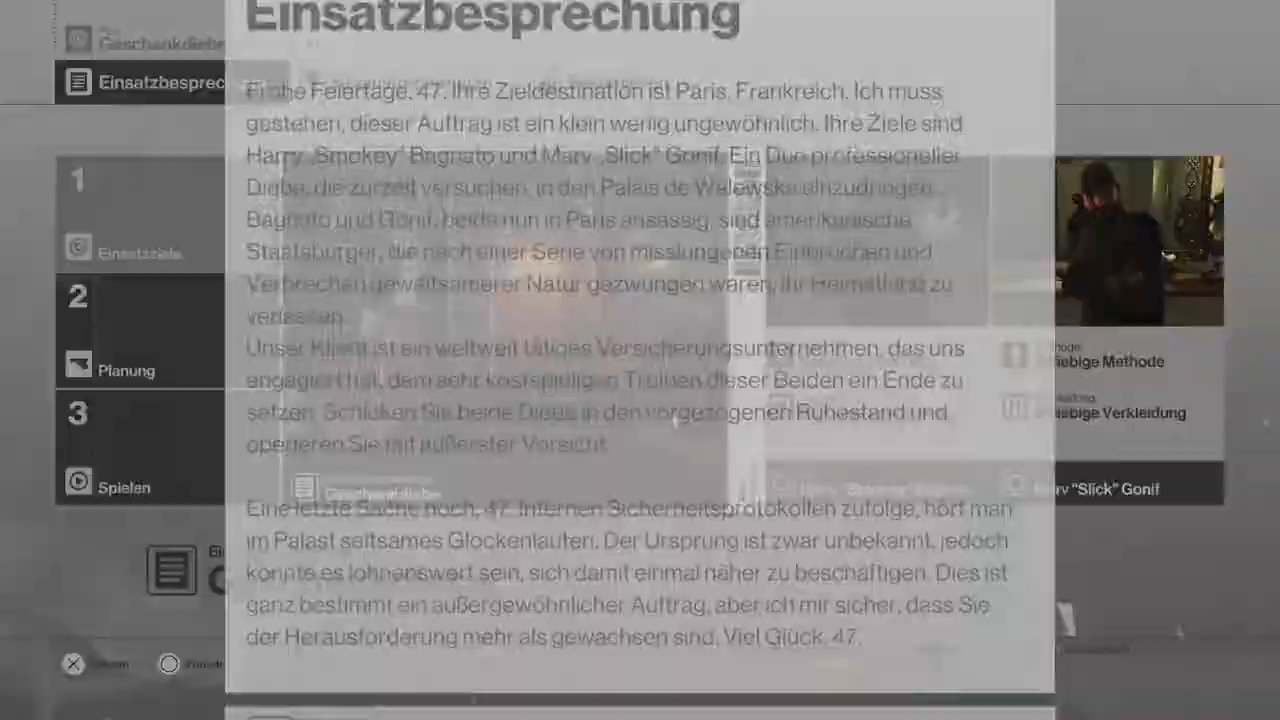 Einsatzbesprechung
Geschenkdiebe
Einsatzbesprec
Frohe Feiertage, 47. Ihre Zieldestination ist Paris, Frankreich. Ich muss
gestehen, dieser Auftrag ist ein klein wenig ungewöhnlich. Ihre Ziele sind
Harry „Smokey“ Bagnato und Marv „Slick“ Gonif. Ein Duo professioneller
Diebe, die zurzeit versuchen, in den Palais de Walewska einzudringen.
Bagnato und Gonif, beide nun in Paris ansässig, sind amerikanische
Staatsbürger, die nach einer Serie von misslungenen Einbrüchen und
Verbrechen gewaltsamerer Natur gezwungen waren, ihr Heimatland zu
verlassen.
Unser Klient ist ein weltweit tätiges Versicherungsunternehmen, das uns
engagiert hat, dem sehr kostspieligen Treiben dieser Beiden ein Ende zu
setzen. Schicken Sie beide Diebe in den vorgezogenen Ruhestand und
operieren Sie mit äußerster Vorsicht.
Eine letzte Sache noch, 47. Internen Sicherheitsprotokollen zufolge, hört man
im Palast seltsames Glockenläuten. Der Ursprung ist zwar unbekannt, jedoch
könnte es lohnenswert sein, sich damit einmal näher zu beschäftigen. Dies ist
ganz bestimmt ein außergewöhnlicher Auftrag, aber ich mir sicher, dass Sie
der Herausforderung mehr als gewachsen sind. Viel Glück, 47.
1
Einsatzziele
2
Planung
3
Spielen
iebige Methode
iebige Verkleidung
rv "Slick" Gonif